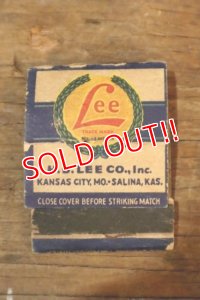 Lee
TRADE MARK
SOLD OUT!!
LEE CO., Inc.
KANSAS CITY, MO. - SALINA, KAS.
CLOSE COVER BEFORE STRIKING MATCH